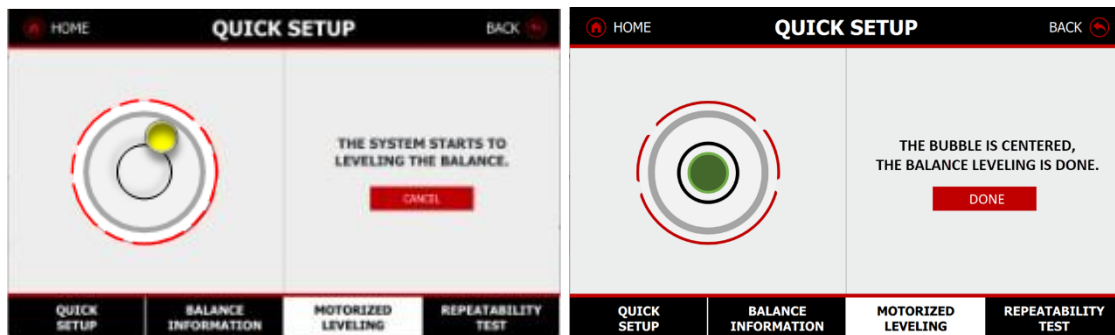 HOME QUICK SETUP BACK
THE SYSTEM STARTS TO
LEVELING THE BALANCE.
CANCEL
QUICK SETUP BALANCE INFORMATION MOTORIZED LEVELING REPEATABILITY TEST
HOME QUICK SETUP BACK
THE BUBBLE IS CENTERED,
THE BALANCE LEVELING IS DONE.
DONE
QUICK SETUP BALANCE INFORMATION MOTORIZED LEVELING REPEATABILITY TEST